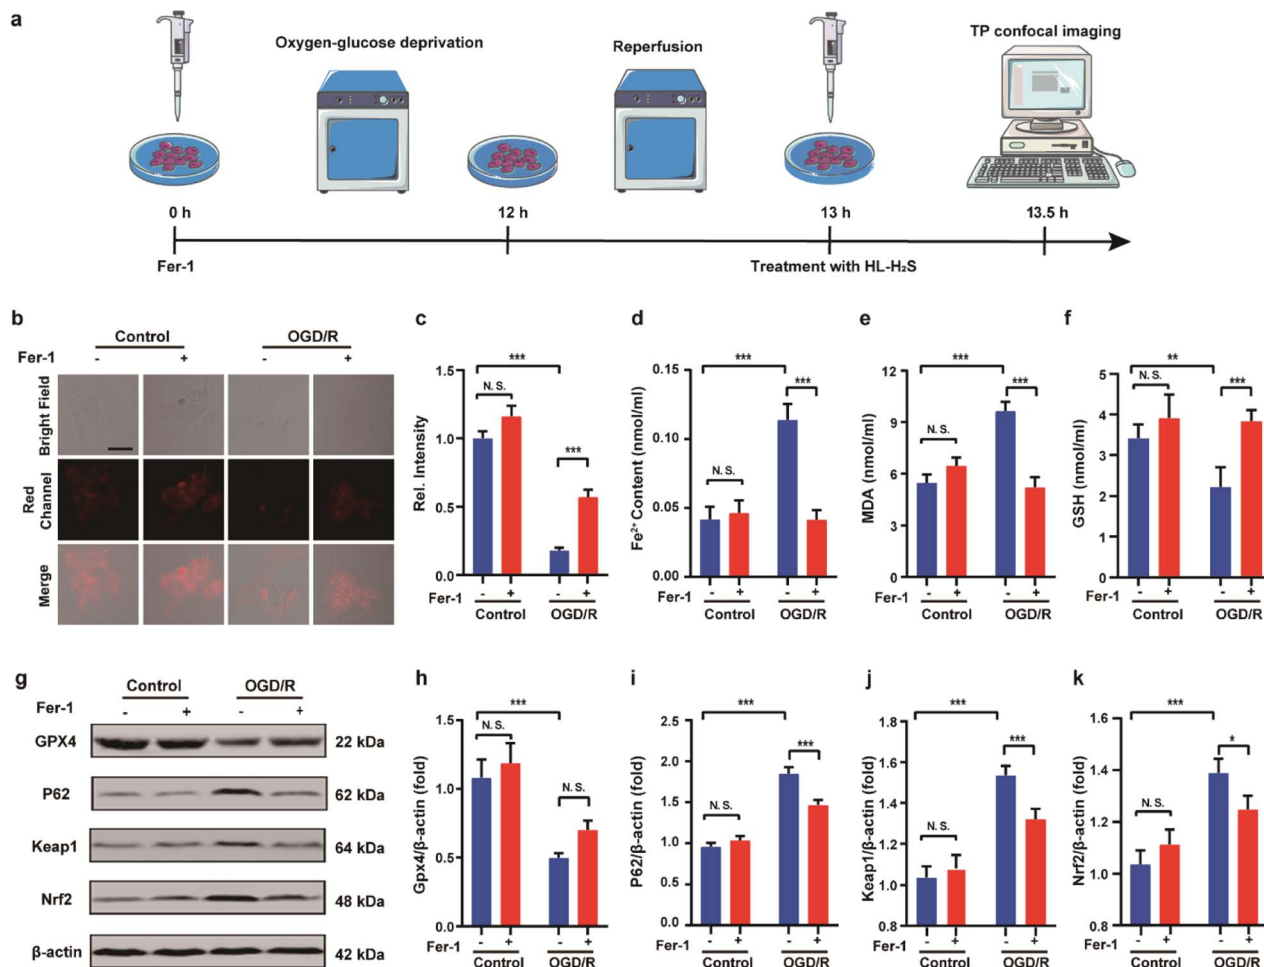 a
Oxygen-glucose deprivation
Reperfusion
TP confocal imaging
0 h
12 h
13 h
13.5 h
Fer-1
Treatment with HL-H₂S
b
Control
OGD/R
Fer-1 - + - +
Bright Field
Red Channel
Merge
c
Rel. Intensity
1.5
1.0
0.5
0.0
***
N. S.
***
Fer-1 - + - +
Control OGD/R
d
Fe²⁺ Content (nmol/ml)
0.15
0.10
0.05
0.00
***
N. S.
***
Fer-1 - + - +
Control OGD/R
e
MDA (nmol/ml)
12
9
6
3
0
***
N. S.
***
Fer-1 - + - +
Control OGD/R
f
GSH (nmol/ml)
5
4
3
2
1
0
**
N. S.
***
Fer-1 - + - +
Control OGD/R
g
Control OGD/R
Fer-1 - + - +
GPX4 22 kDa
P62 62 kDa
Keap1 64 kDa
Nrf2 48 kDa
β-actin 42 kDa
h
Gpx4/β-actin (fold)
1.5
1.0
0.5
0.0
***
N. S.
N. S.
Fer-1 - + - +
Control OGD/R
i
P62/β-actin (fold)
2.5
2.0
1.5
1.0
0.5
0.0
***
N. S.
***
Fer-1 - + - +
Control OGD/R
j
Keap1/β-actin (fold)
1.8
1.6
1.4
1.2
1.0
0.8
***
N. S.
***
Fer-1 - + - +
Control OGD/R
k
Nrf2/β-actin (fold)
1.6
1.4
1.2
1.0
0.8
***
N. S.
*
Fer-1 - + - +
Control OGD/R